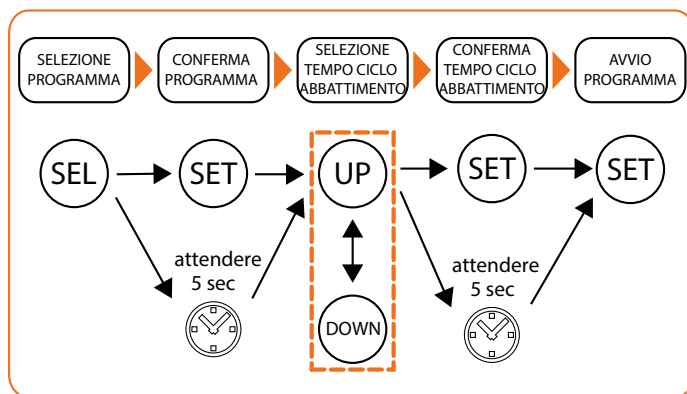 SELEZIONE
PROGRAMMA
CONFERMA
PROGRAMMA
SELEZIONE
TEMPO CICLO
ABBATTIMENTO
CONFERMA
TEMPO CICLO
ABBATTIMENTO
AVVIO
PROGRAMMA
SEL
SET
UP
SET
SET
attendere
5 sec
DOWN
attendere
5 sec